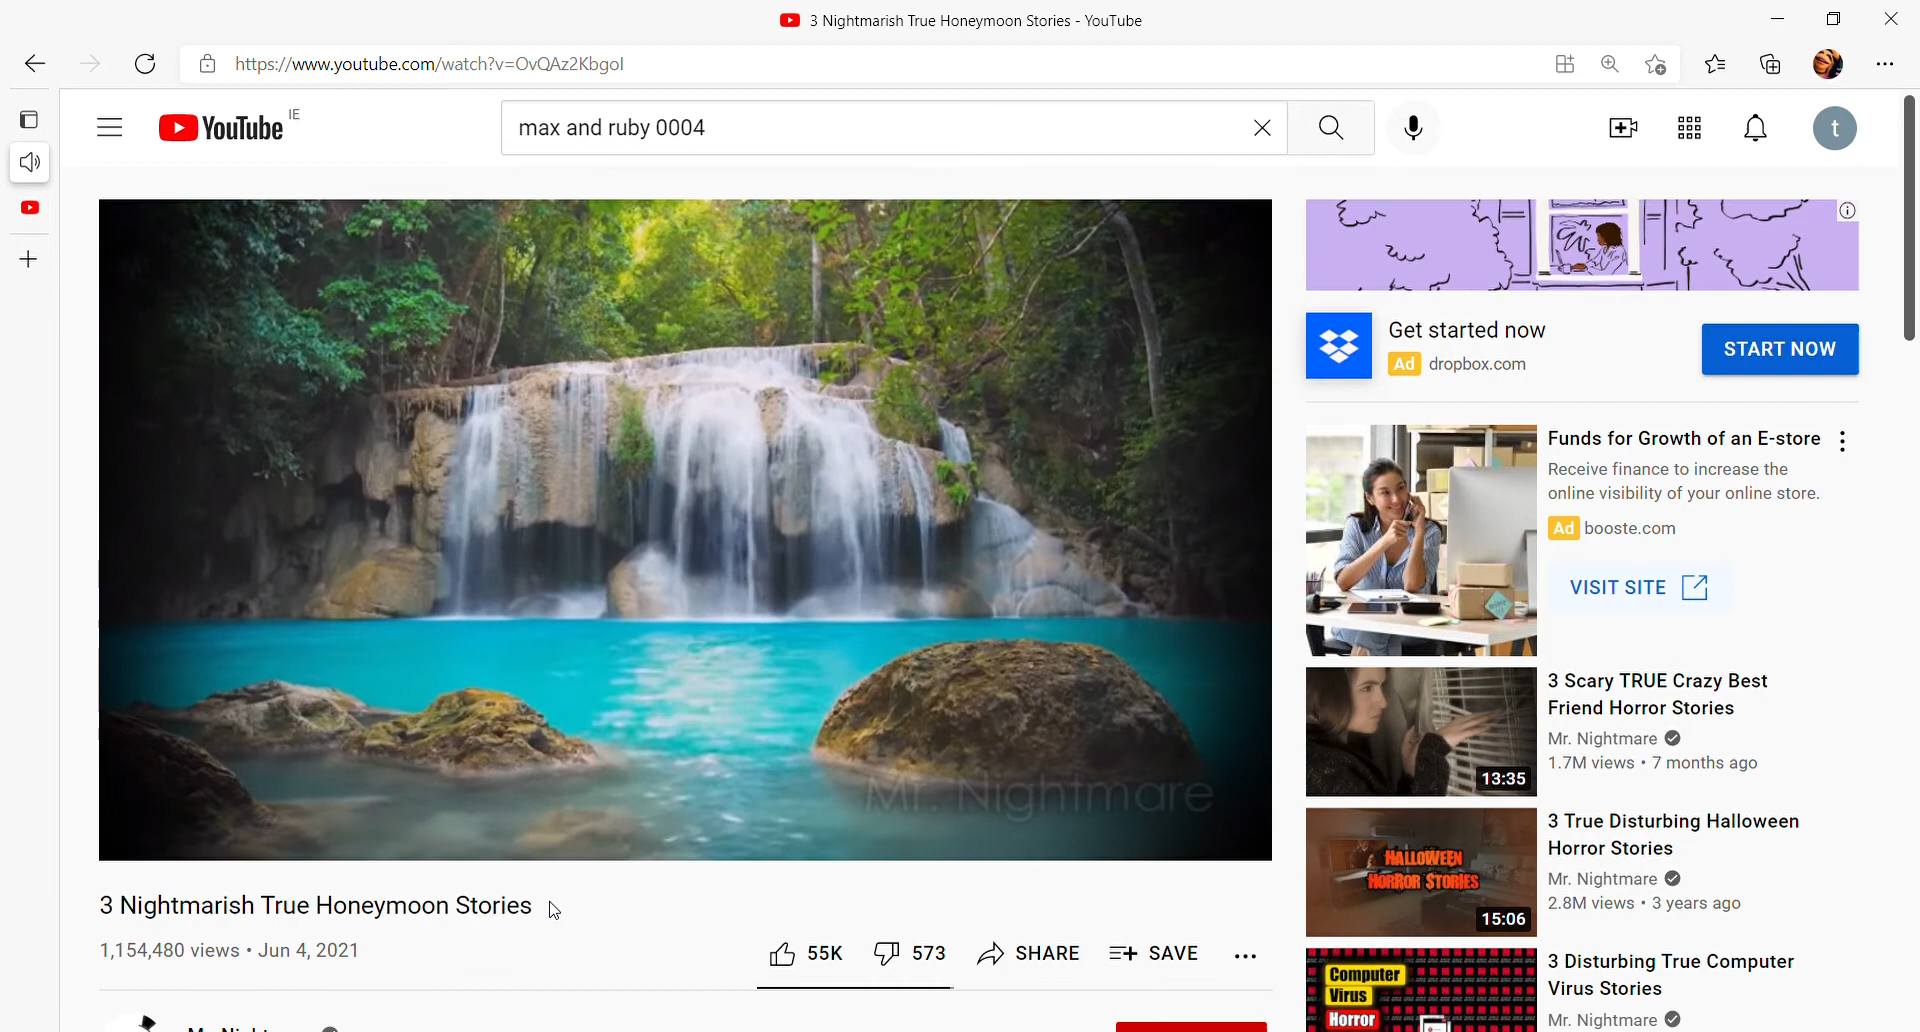 3 Nightmarish True Honeymoon Stories - YouTube
https://www.youtube.com/watch?v=OvQAz2Kbgol
YouTube IE
max and ruby 0004
t
Get started now
Ad dropbox.com
START NOW
Funds for Growth of an E-store
Receive finance to increase the
online visibility of your online store.
Ad booste.com
VISIT SITE
Mr. Nightmare
3 Scary TRUE Crazy Best
Friend Horror Stories
Mr. Nightmare
1.7M views • 7 months ago
13:35
HALLOWEEN
HORROR STORIES
15:06
3 True Disturbing Halloween
Horror Stories
Mr. Nightmare
2.8M views • 3 years ago
Computer
Virus
Horror
3 Disturbing True Computer
Virus Stories
Mr. Nightmare
3 Nightmarish True Honeymoon Stories
1,154,480 views • Jun 4, 2021
55K 573 SHARE SAVE